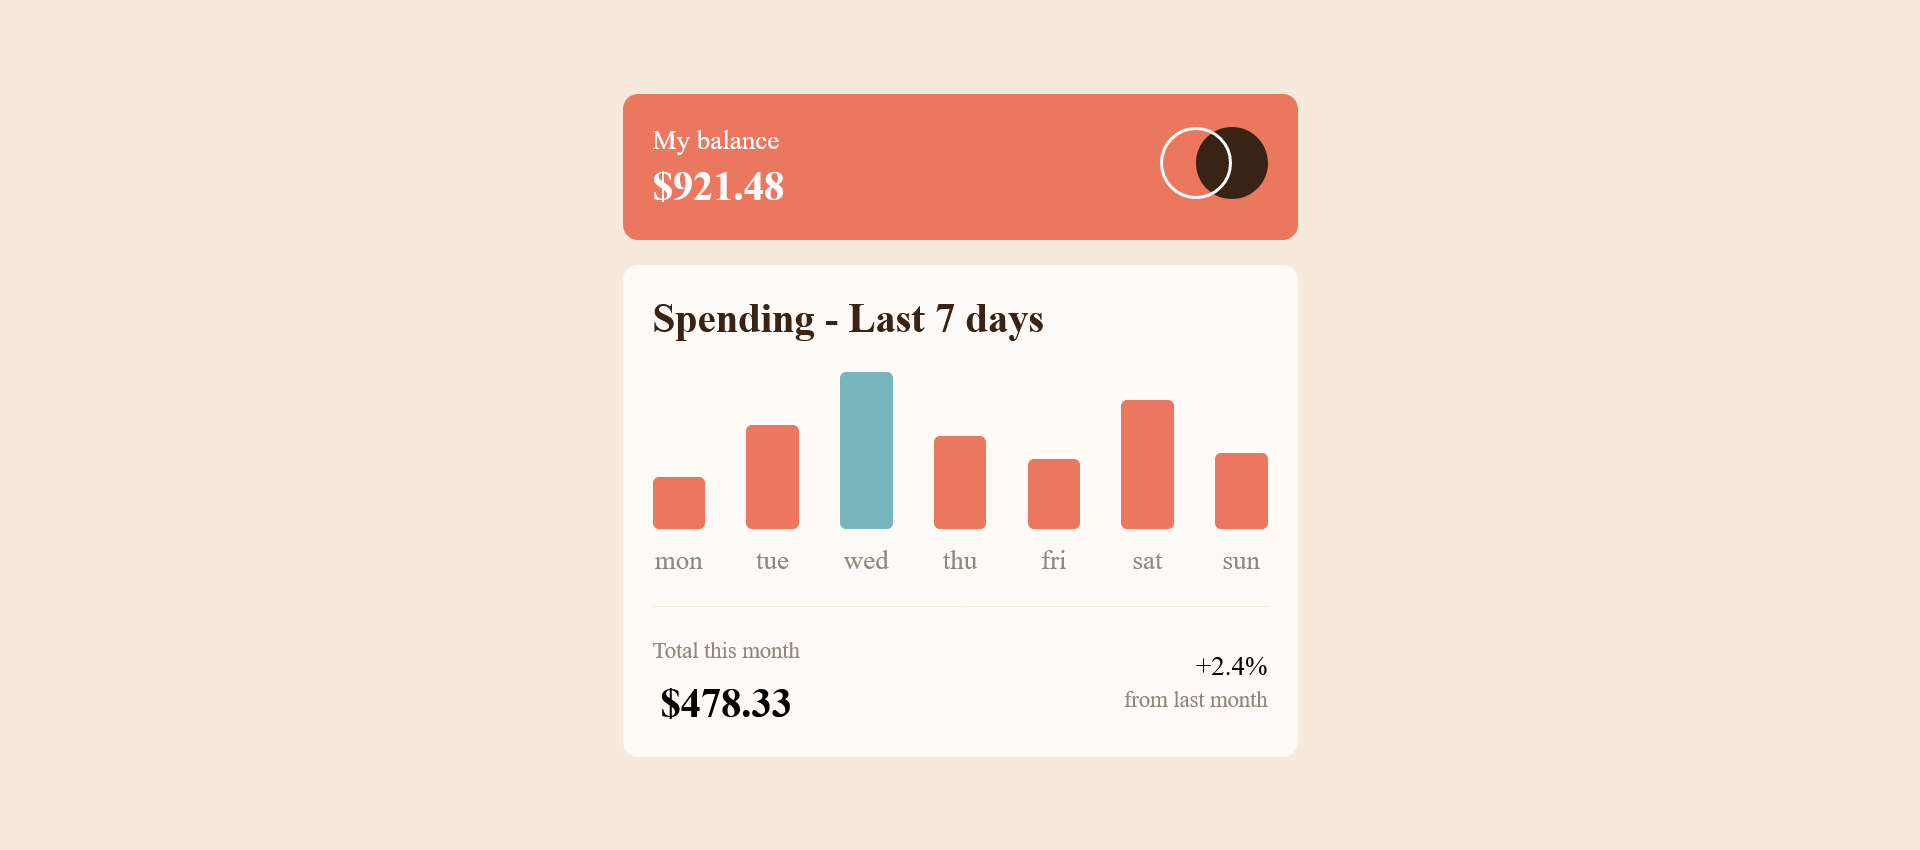 My balance
$921.48
Spending - Last 7 days
mon tue wed thu fri sat sun
Total this month
$478.33
+2.4%
from last month